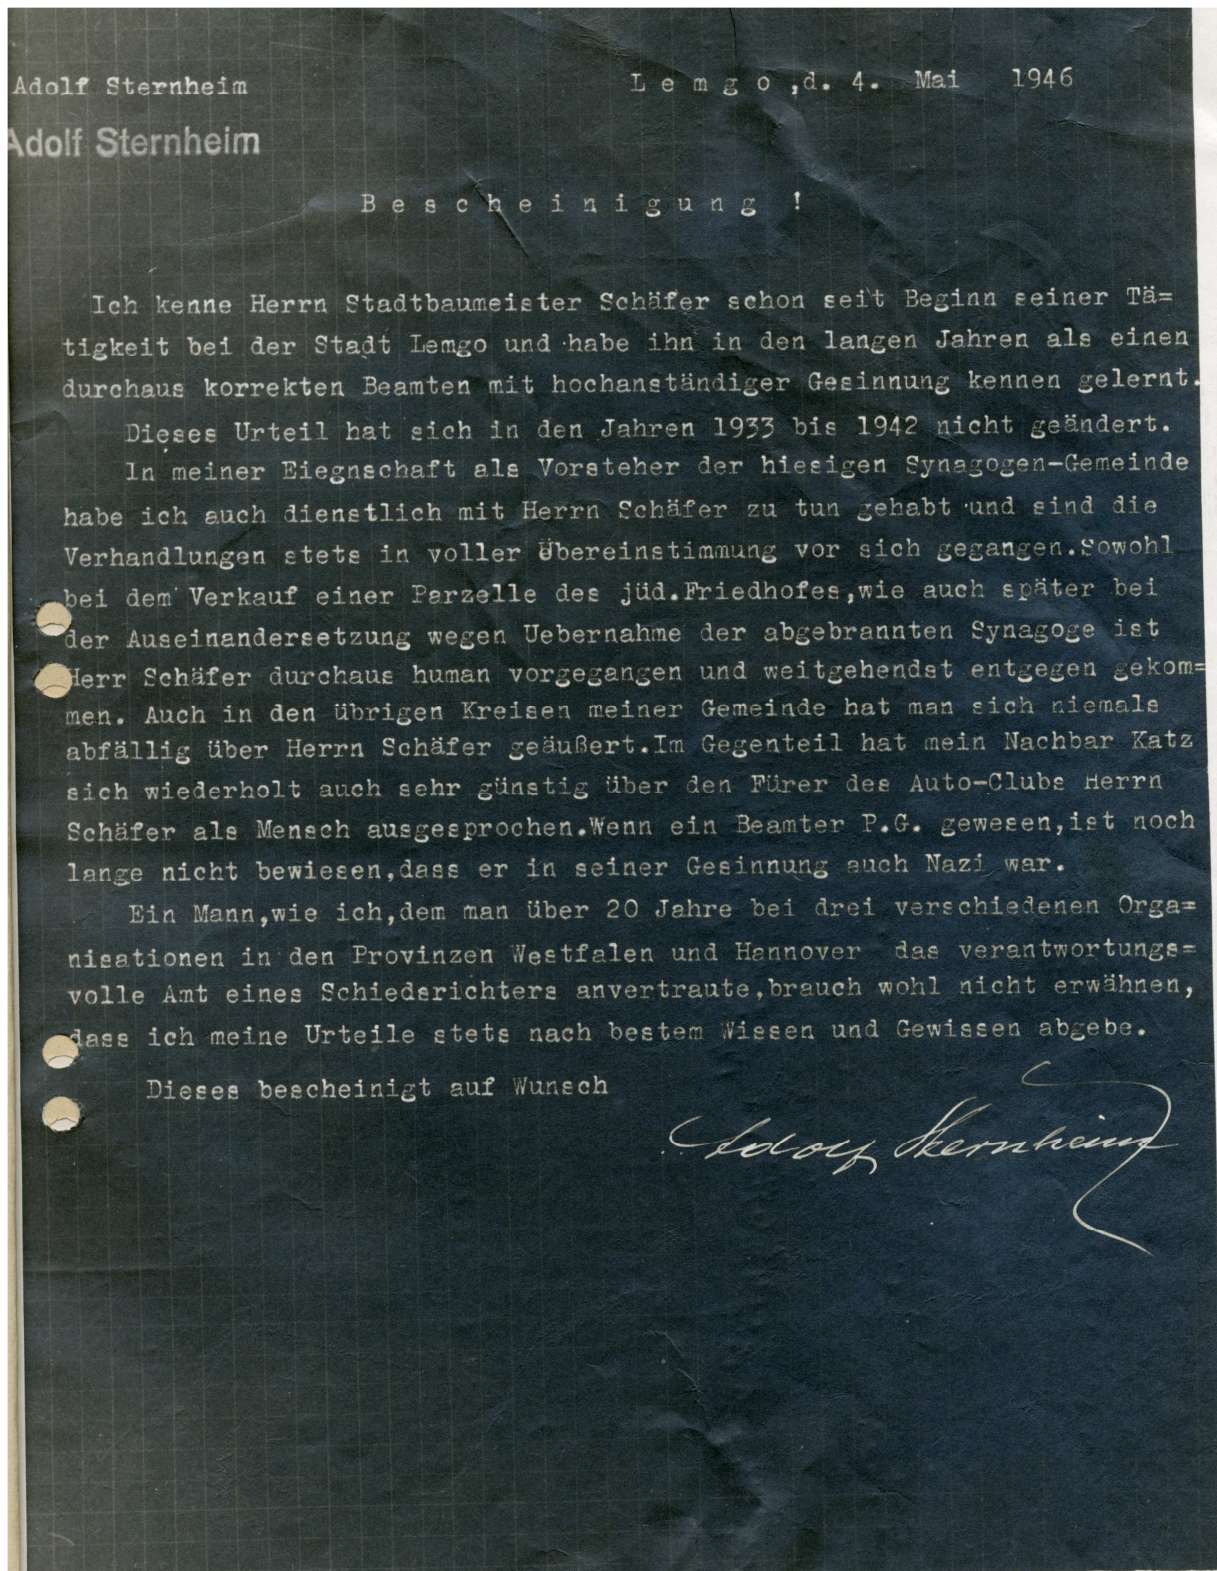 Adolf Sternheim
L e m g o ,d. 4. Mai 1946
Adolf Sternheim
B e s c h e i n i g u n g !
Ich kenne Herrn Stadtbaumeister Schäfer schon seit Beginn seiner Tä=
tigkeit bei der Stadt Lemgo und habe ihn in den langen Jahren als einen
durchaus korrekten Beamten mit hochanständiger Gesinnung kennen gelernt.
Dieses Urteil hat sich in den Jahren 1933 bis 1942 nicht geändert.
In meiner Eiegnschaft als Vorsteher der hiesigen Synagogen-Gemeinde
habe ich auch dienstlich mit Herrn Schäfer zu tun gehabt und sind die
Verhandlungen stets in voller Übereinstimmung vor sich gegangen.Sowohl
bei dem Verkauf einer Parzelle des jüd.Friedhofes,wie auch später bei
der Auseinandersetzung wegen Uebernahme der abgebrannten Synagoge ist
Herr Schäfer durchaus human vorgegangen und weitgehendst entgegen gekom=
men. Auch in den übrigen Kreisen meiner Gemeinde hat man sich niemals
abfällig über Herrn Schäfer geäußert.Im Gegenteil hat mein Nachbar Katz
sich wiederholt auch sehr günstig über den Fürer des Auto-Clubs Herrn
Schäfer als Mensch ausgesprochen.Wenn ein Beamter P.G. gewesen,ist noch
lange nicht bewiesen,dass er in seiner Gesinnung auch Nazi war.
Ein Mann,wie ich,dem man über 20 Jahre bei drei verschiedenen Orga=
nisationen in den Provinzen Westfalen und Hannover das verantwortungs=
volle Amt eines Schiedsrichters anvertraute,brauch wohl nicht erwähnen,
dass ich meine Urteile stets nach bestem Wissen und Gewissen abgebe.
Dieses bescheinigt auf Wunsch
Adolf Sternheim